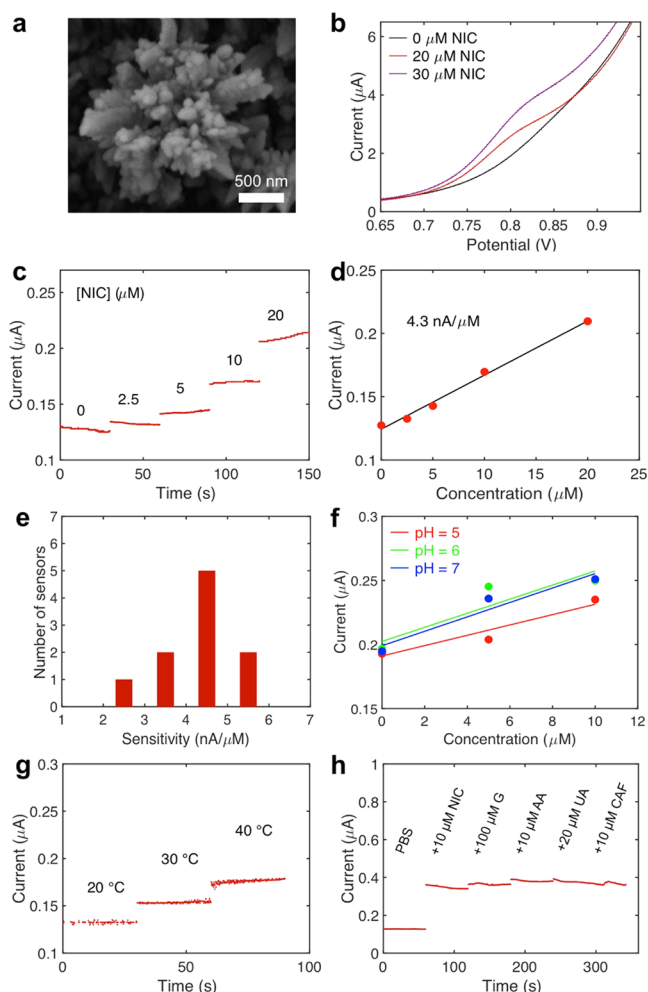 a
500 nm
b
0 μM NIC
20 μM NIC
30 μM NIC
6
4
2
0
0.65
0.7
0.75
0.8
0.85
0.9
Current (μA)
Potential (V)
c
[NIC] (μM)
0
2.5
5
10
20
0.25
0.2
0.15
0.1
0
50
100
150
Current (μA)
Time (s)
d
4.3 nA/μM
0.25
0.2
0.15
0.1
0
5
10
15
20
25
Current (μA)
Concentration (μM)
e
7
6
5
4
3
2
1
0
1
2
3
4
5
6
7
Number of sensors
Sensitivity (nA/μM)
f
pH = 5
pH = 6
pH = 7
0.3
0.25
0.2
0.15
0
2
4
6
8
10
12
Current (μA)
Concentration (μM)
g
20 °C
30 °C
40 °C
0.3
0.25
0.2
0.15
0.1
0
50
100
Current (μA)
Time (s)
h
PBS
+10 μM NIC
+100 μM G
+10 μM AA
+20 μM UA
+10 μM CAF
1
0.8
0.6
0.4
0.2
0
0
100
200
300
Current (μA)
Time (s)